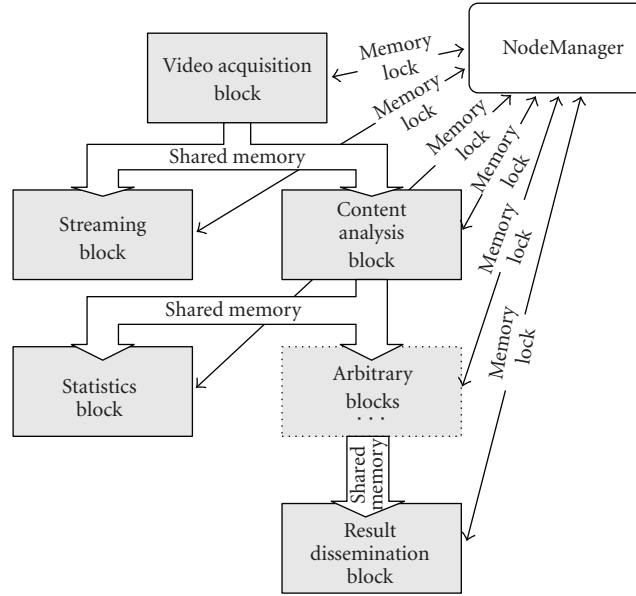 Video acquisition
block
Memory
lock
NodeManager
Memory
lock
Memory
lock
Memory
lock
Shared memory
Streaming
block
Content
analysis
block
Memory
lock
Shared memory
Memory
lock
Statistics
block
Arbitrary
blocks
...
Shared
memory
Result
dissemination
block